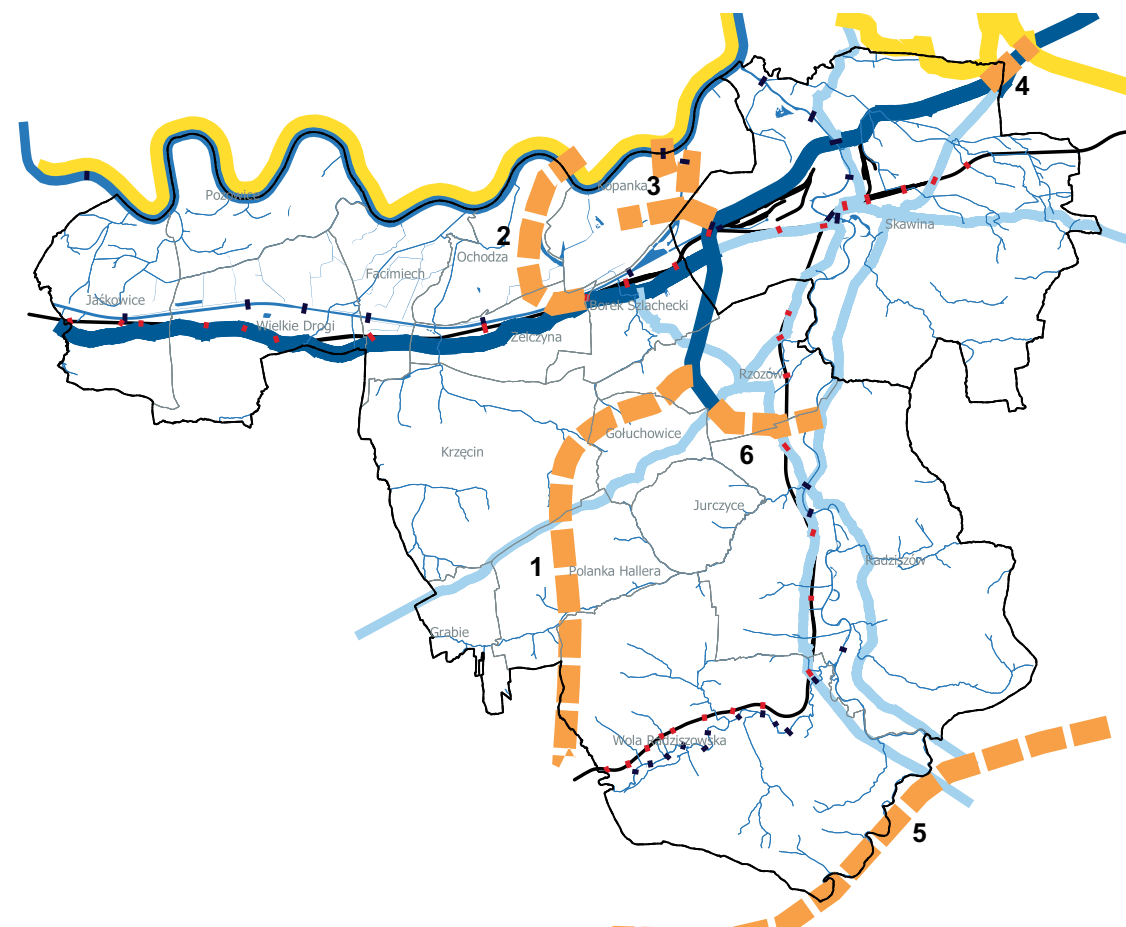 4
Pozowice
Kopanka
3
Skawina
2
Ochodza
Facimiech
Jaśkowice
Borek Szlachecki
Wielkie Drogi
Zelczyna
Rzozów
Gołuchowice
Krzęcin
6
Jurczyce
1
Polanka Hallera
Radziszów
Grabie
Wola Radziszowska
5